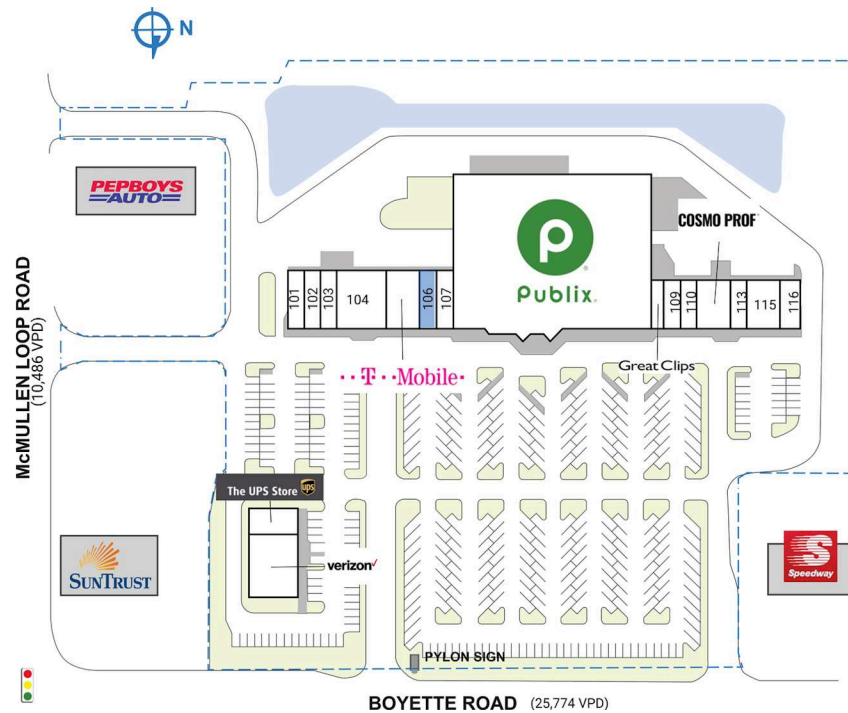 N
PEPBOYS
AUTO
McMULLEN LOOP ROAD
(10,486 VPD)
P
Publix.
COSMO PROF
101
102
103
104
106
107
109
110
113
115
116
T Mobile
Great Clips
The UPS Store
ups
verizon
SUNTRUST
S
Speedway
PYLON SIGN
BOYETTE ROAD (25,774 VPD)